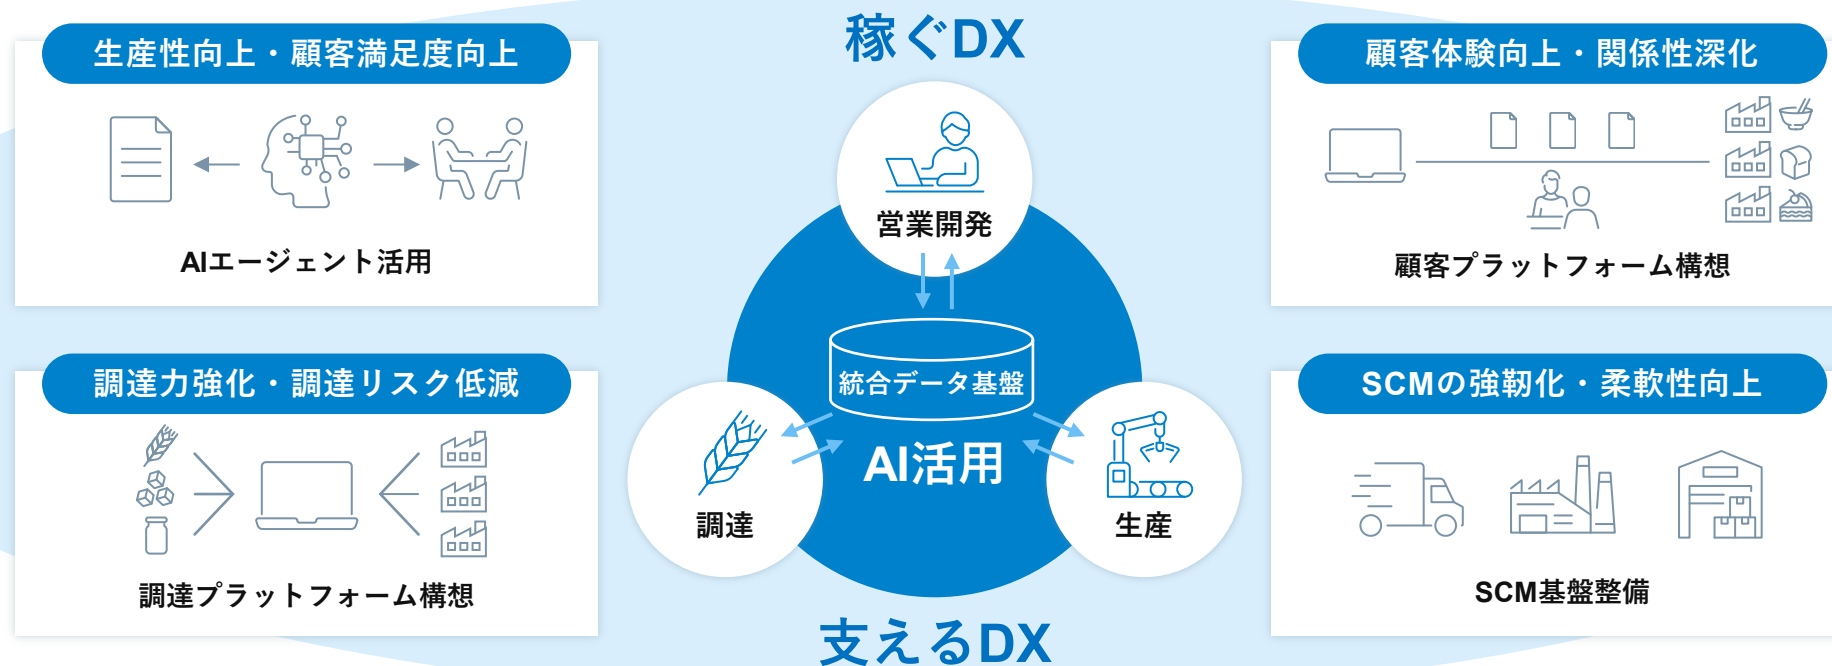 稼ぐDX
生産性向上・顧客満足度向上
AIエージェント活用
顧客体験向上・関係性深化
顧客プラットフォーム構想
営業開発
統合データ基盤
AI活用
調達
生産
調達力強化・調達リスク低減
調達プラットフォーム構想
SCMの強靭化・柔軟性向上
SCM基盤整備
支えるDX